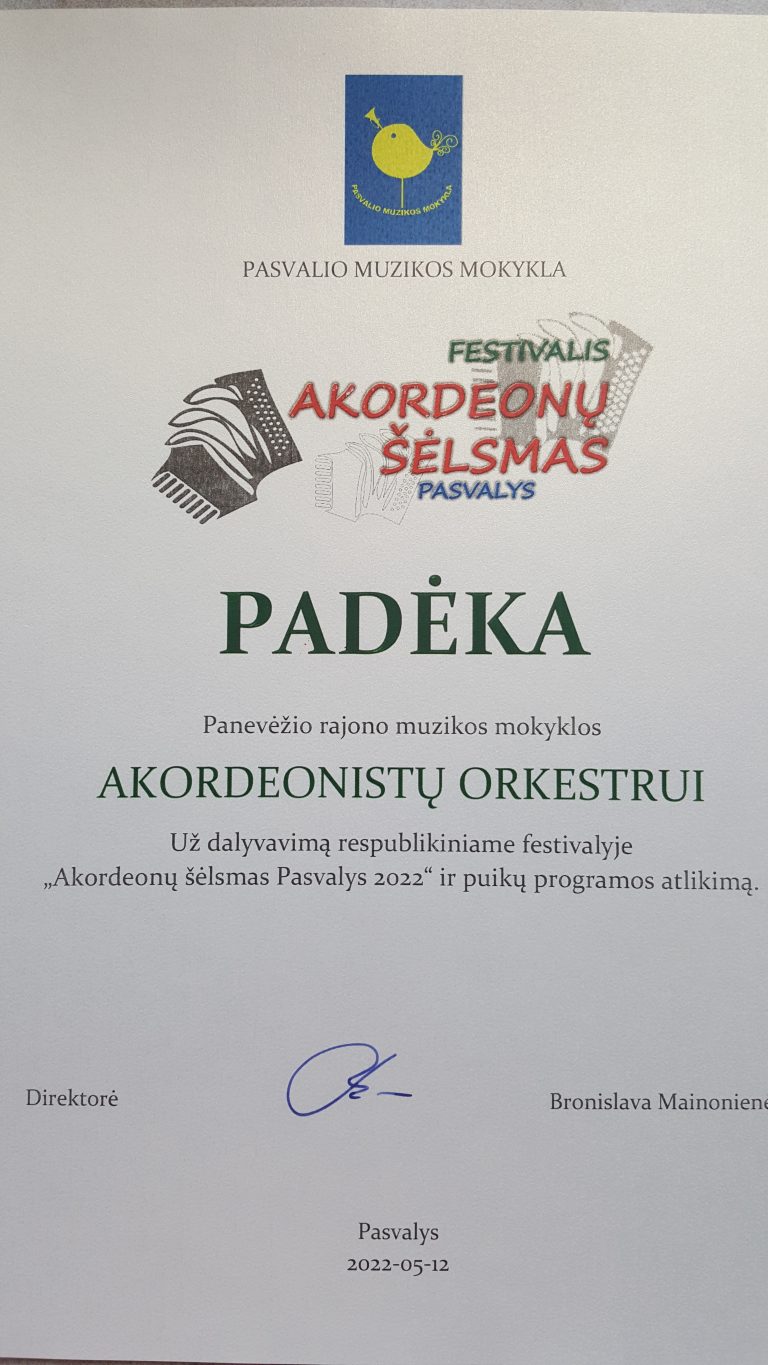 PASVALIO MUZIKOS MOKYKLA
PASVALIO MUZIKOS MOKYKLA
FESTIVALIS
AKORDEONŲ
ŠĖLSMAS
PASVALYS
PADĖKA
Panevėžio rajono muzikos mokyklos
AKORDEONISTŲ ORKESTRUI
Už dalyvavimą respublikiniame festivalyje
„Akordeonų šėlsmas Pasvalys 2022“ ir puikų programos atlikimą.
Direktorė
Bronislava Mainonienė
Pasvalys
2022-05-12